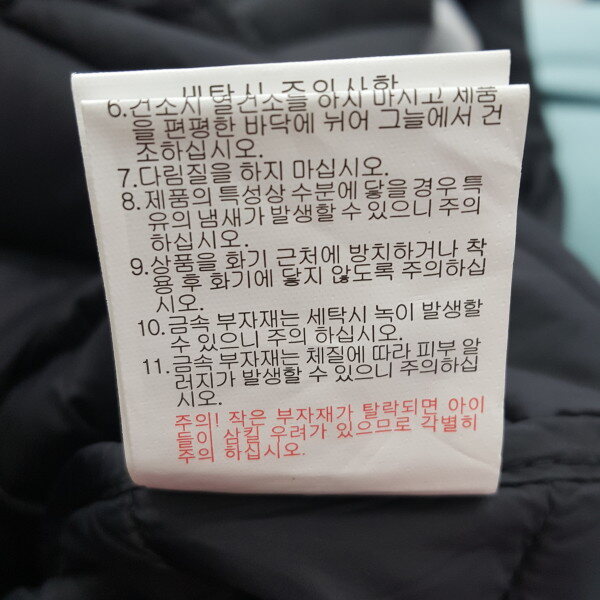 세탁시 주의사항
6.건조시 열건조를 하지 마시고 제품
을 편평한 바닥에 뉘어 그늘에서 건
조하십시오.
7.다림질을 하지 마십시오.
8.제품의 특성상 수분에 닿을 경우 특
유의 냄새가 발생할 수 있으니 주의
하십시오.
9.상품을 화기 근처에 방치하거나 착
용 후 화기에 닿지 않도록 주의하십
시오.
10.금속 부자재는 세탁시 녹이 발생할
수 있으니 주의 하십시오.
11.금속 부자재는 체질에 따라 피부 알
러지가 발생할 수 있으니 주의하십
시오.
주의! 작은 부자재가 탈락되면 아이
들이 삼킬 우려가 있으므로 각별히
주의 하십시오.